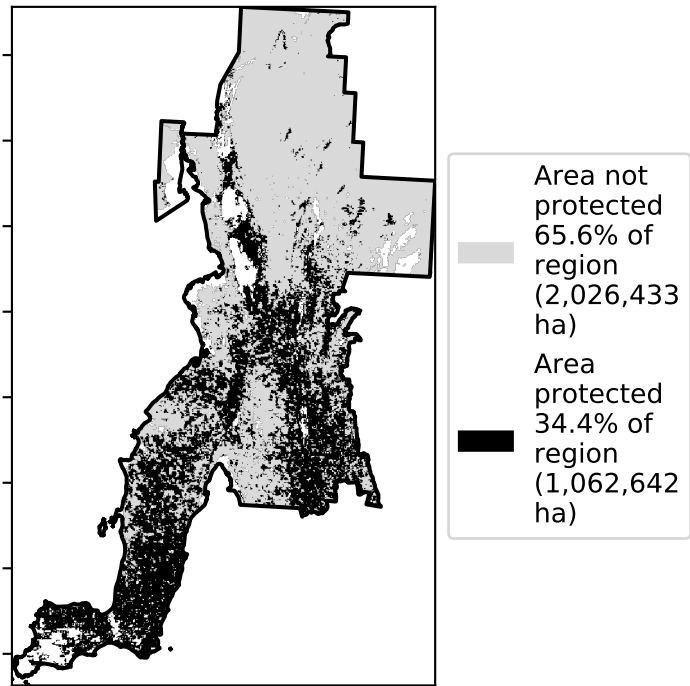 Area not
protected
65.6% of
region
(2,026,433
ha)
Area
protected
34.4% of
region
(1,062,642
ha)